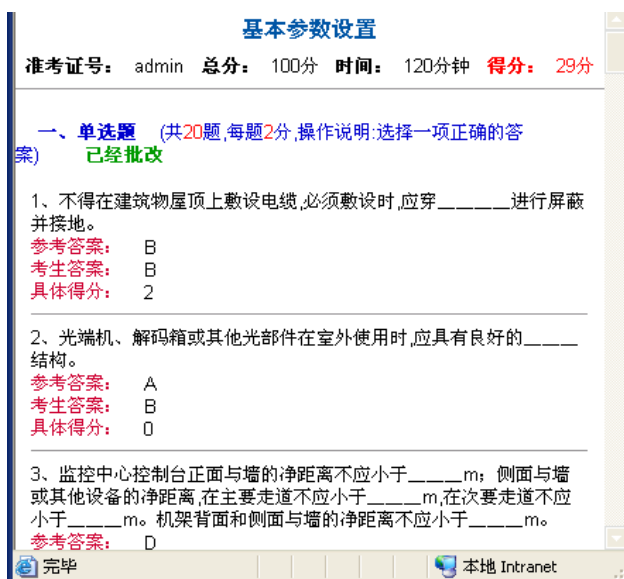 基本参数设置
准考证号： admin 总分： 100分 时间： 120分钟 得分： 29分
一、单选题 (共20题,每题2分,操作说明:选择一项正确的答
案) 已经批改
1、不得在建筑物屋顶上敷设电缆,必须敷设时,应穿________进行屏蔽
并接地。
参考答案： B
考生答案： B
具体得分： 2
2、光端机、解码箱或其他光部件在室外使用时,应具有良好的______
结构。
参考答案： A
考生答案： B
具体得分： 0
3、监控中心控制台正面与墙的净距离不应小于_____m；侧面与墙
或其他设备的净距离,在主要走道不应小于_____m,在次要走道不应
小于_____m。机架背面和侧面与墙的净距离不应小于_____m。
参考答案： D
完毕 本地 Intranet